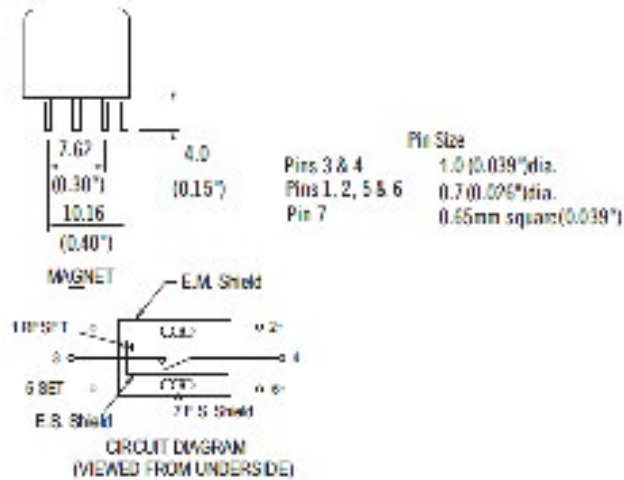 7.62
(0.30")
10.16
(0.40")
4.0
(0.15")
Pin Size
Pins 3 & 4 1.0 (0.039")dia.
Pins 1, 2, 5 & 6 0.7 (0.026")dia.
Pin 7 0.65mm square(0.039")
MAGNET
E.M. Shield
1 RESET
COIL
2
3
4
5 SET
COIL
6
E.S. Shield
7 E.S. Shield
CIRCUIT DIAGRAM
(VIEWED FROM UNDERSIDE)